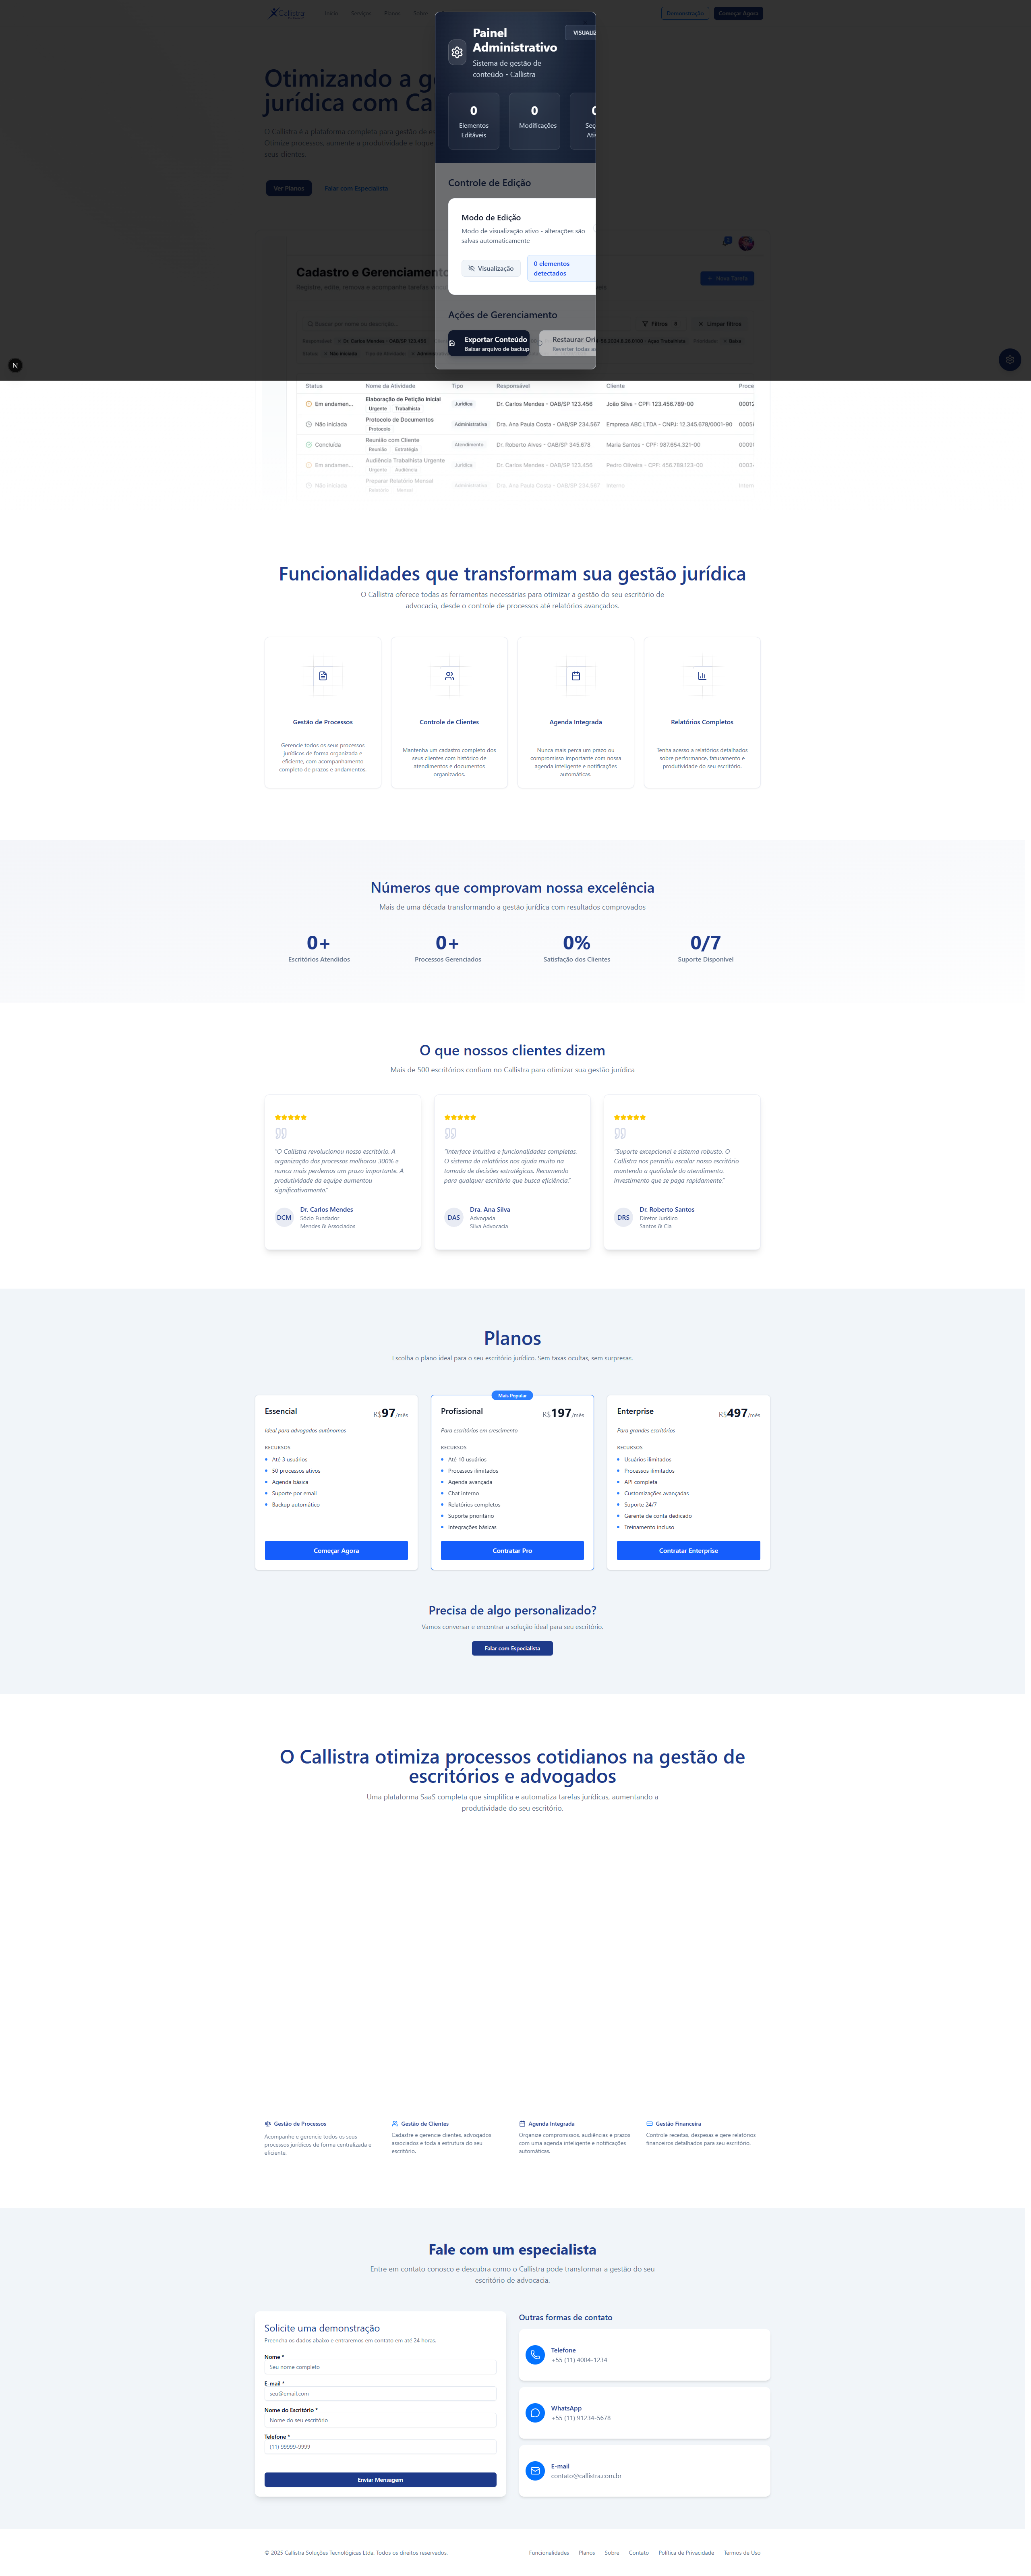 Callistra
Início
Serviços
Planos
Sobre
Demonstração
Começar Agora
Otimizando a g
jurídica com Ca
O Callistra é a plataforma completa para gestão de
Otimize processos, aumente a produtividade e foque
seus clientes.
Ver Planos
Falar com Especialista
Painel
Administrativo
VISUALIZ
Sistema de gestão de
conteúdo • Callistra
0
Elementos
Editáveis
0
Modificações
Controle de Edição
Modo de Edição
Modo de visualização ativo - alterações são
salvas automaticamente
Visualização
0 elementos
detectados
Ações de Gerenciamento
Exportar Conteúdo
Baixar arquivo de backup
Restaurar Ori
Reverter todas a
Cadastro e Gerenciamento
Nova Tarefa
Filtros
Limpar filtros
N
Status
Nome da Atividade
Tipo
Responsável
Cliente
Proce
Em andamen...
Elaboração de Petição Inicial
Urgente
Trabalhista
Jurídica
Dr. Carlos Mendes - OAB/SP 123.456
João Silva - CPF: 123.456.789-00
00012
Não iniciada
Protocolo de Documentos
Protocolo
Administrativa
Dra. Ana Paula Costa - OAB/SP 234.567
Empresa ABC LTDA - CNPJ: 12.345.678/0001-90
0005
Concluída
Reunião com Cliente
Reunião
Estratégia
Atendimento
Dr. Roberto Alves - OAB/SP 345.678
Maria Santos - CPF: 987.654.321-00
0009
Em andamen...
Audiência Trabalhista Urgente
Urgente
Audiência
Jurídica
Dr. Carlos Mendes - OAB/SP 123.456
Pedro Oliveira - CPF: 456.789.123-00
0003-
Não iniciada
Preparar Relatório Mensal
Relatório
Mensal
Administrativa
Dra. Ana Paula Costa - OAB/SP 234.567
Interno
Intern
Funcionalidades que transformam sua gestão jurídica
O Callistra oferece todas as ferramentas necessárias para otimizar a gestão do seu escritório de
advocacia, desde o controle de processos até relatórios avançados.
Gestão de Processos
Gerencie todos os seus processos
jurídicos de forma organizada e
eficiente, com acompanhamento
completo de prazos e andamentos.
Controle de Clientes
Mantenha um cadastro completo dos
seus clientes com histórico de
atendimentos e documentos
organizados.
Agenda Integrada
Nunca mais perca um prazo ou
compromisso importante com nossa
agenda inteligente e notificações
automáticas.
Relatórios Completos
Tenha acesso a relatórios detalhados
sobre performance, faturamento e
produtividade do seu escritório.
Números que comprovam nossa excelência
Mais de uma década transformando a gestão jurídica com resultados comprovados
0+
Escritórios Atendidos
0+
Processos Gerenciados
0%
Satisfação dos Clientes
0/7
Suporte Disponível
O que nossos clientes dizem
Mais de 500 escritórios confiam no Callistra para otimizar sua gestão jurídica
"O Callistra revolucionou nosso escritório. A
organização dos processos melhorou 300% e
nunca mais perdemos um prazo importante. A
produtividade da equipe aumentou
significativamente."
DCM
Dr. Carlos Mendes
Sócio Fundador
Mendes & Associados
"Interface intuitiva e funcionalidades completas.
O sistema de relatórios nos ajuda muito na
tomada de decisões estratégicas. Recomendo
para qualquer escritório que busca eficiência."
DAS
Dra. Ana Silva
Advogada
Silva Advocacia
"Suporte excepcional e sistema robusto. O
Callistra nos permitiu escalar nosso escritório
mantendo a qualidade do atendimento.
Investimento que se paga rapidamente."
DRS
Dr. Roberto Santos
Diretor Jurídico
Santos & Cia
Planos
Escolha o plano ideal para o seu escritório jurídico. Sem taxas ocultas, sem surpresas.
Essencial
R$97/mês
Ideal para advogados autônomos
RECURSOS
Até 3 usuários
50 processos ativos
Agenda básica
Suporte por email
Backup automático
Começar Agora
Mais Popular
Profissional
R$197/mês
Para escritórios em crescimento
RECURSOS
Até 10 usuários
Processos ilimitados
Agenda avançada
Chat interno
Relatórios completos
Suporte prioritário
Integrações básicas
Contratar Pro
Enterprise
R$497/mês
Para grandes escritórios
RECURSOS
Usuários ilimitados
Processos ilimitados
API completa
Customizações avançadas
Suporte 24/7
Gerente de conta dedicado
Treinamento incluso
Contratar Enterprise
Precisa de algo personalizado?
Vamos conversar e encontrar a solução ideal para seu escritório.
Falar com Especialista
O Callistra otimiza processos cotidianos na gestão de
escritórios e advogados
Uma plataforma SaaS completa que simplifica e automatiza tarefas jurídicas, aumentando a
produtividade do seu escritório.
Gestão de Processos
Acompanhe e gerencie todos os seus
processos jurídicos de forma centralizada e
eficiente.
Gestão de Clientes
Cadastre e gerencie clientes, advogados
associados e toda a estrutura do seu
escritório.
Agenda Integrada
Organize compromissos, audiências e prazos
com uma agenda inteligente e notificações
automáticas.
Gestão Financeira
Controle receitas, despesas e gere relatórios
financeiros detalhados para seu escritório.
Fale com um especialista
Entre em contato conosco e descubra como o Callistra pode transformar a gestão do seu
escritório de advocacia.
Solicite uma demonstração
Preencha os dados abaixo e entraremos em contato em até 24 horas.
Nome *
Seu nome completo
E-mail *
seu@email.com
Nome do Escritório *
Nome do seu escritório
Telefone *
(11) 99999-9999
Enviar Mensagem
Outras formas de contato
Telefone
+55 (11) 4004-1234
WhatsApp
+55 (11) 91234-5678
E-mail
contato@callistra.com.br
© 2025 Callistra Soluções Tecnológicas Ltda. Todos os direitos reservados.
Funcionalidades
Planos
Sobre
Contato
Política de Privacidade
Termos de Uso